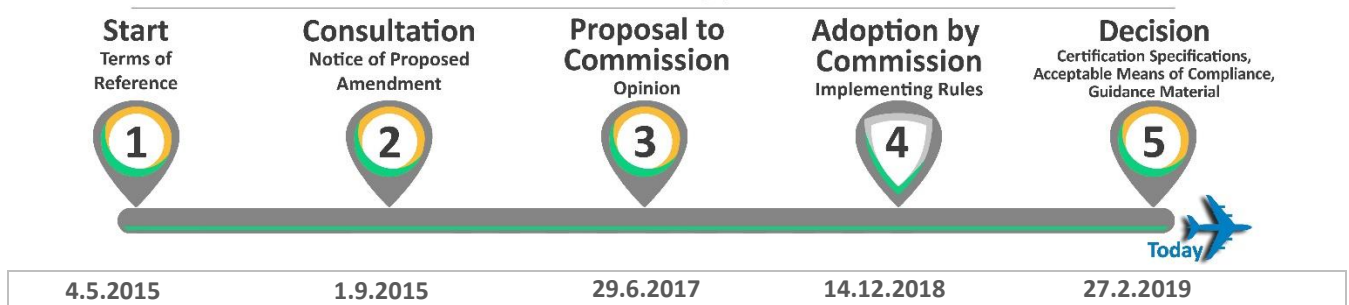 Start
Terms of
Reference
1
Consultation
Notice of Proposed
Amendment
2
Proposal to
Commission
Opinion
3
Adoption by
Commission
Implementing Rules
4
Decision
Certification Specifications,
Acceptable Means of Compliance,
Guidance Material
5
Today
4.5.2015
1.9.2015
29.6.2017
14.12.2018
27.2.2019